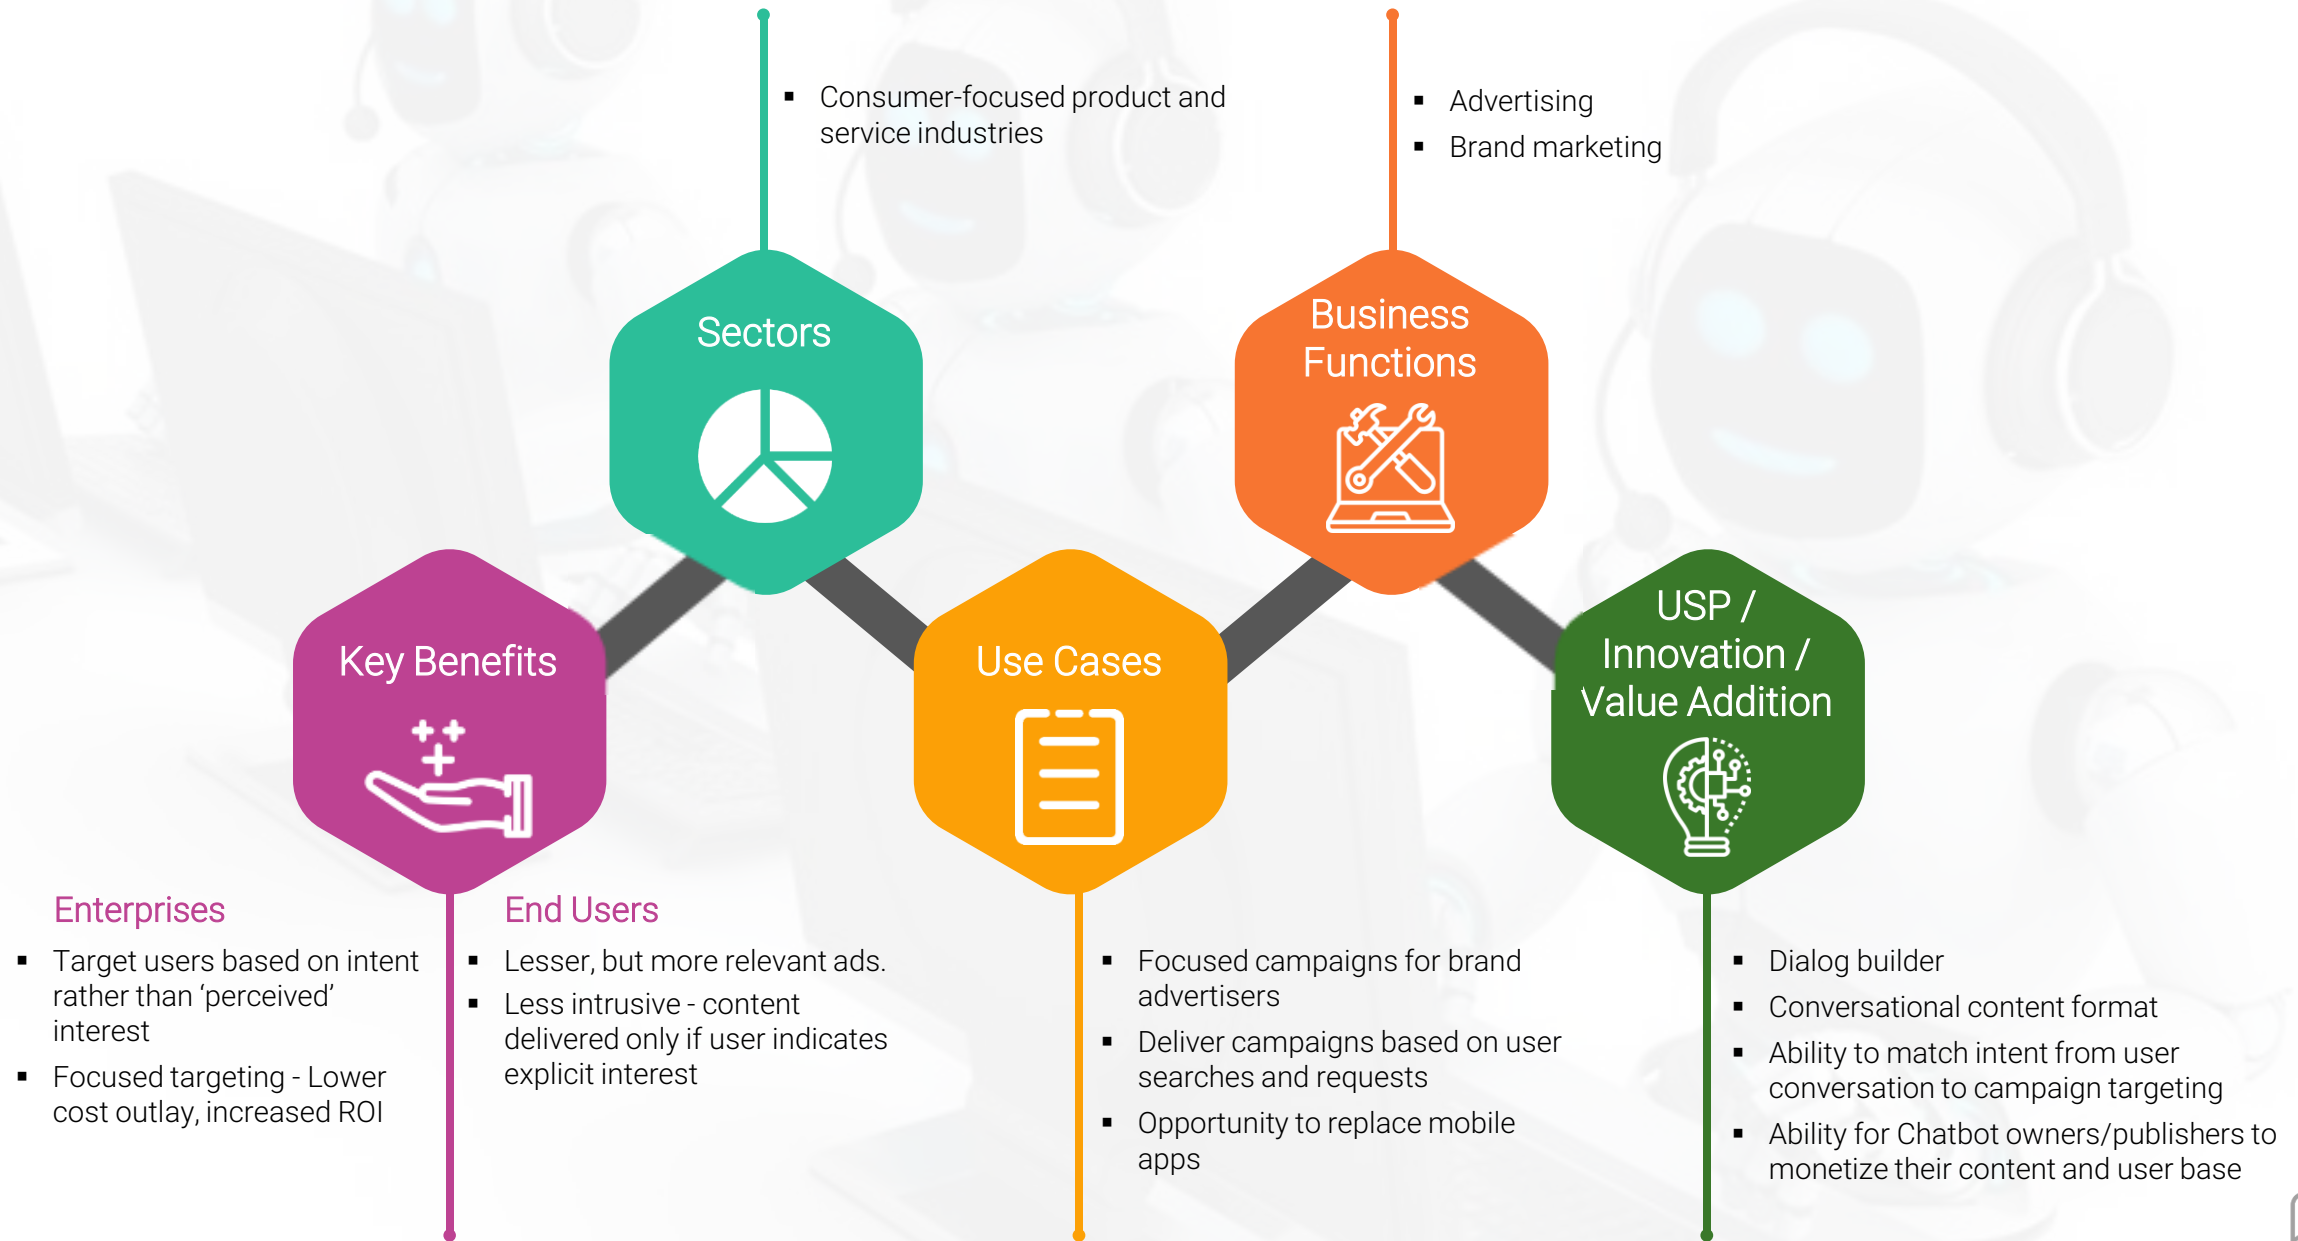 ▪ Consumer-focused product and
service industries
▪ Advertising
▪ Brand marketing
Sectors
Business
Functions
Key Benefits
Use Cases
USP /
Innovation /
Value Addition
Enterprises
▪ Target users based on intent
rather than ‘perceived’
interest
▪ Focused targeting - Lower
cost outlay, increased ROI
End Users
▪ Lesser, but more relevant ads.
▪ Less intrusive - content
delivered only if user indicates
explicit interest
▪ Focused campaigns for brand
advertisers
▪ Deliver campaigns based on user
searches and requests
▪ Opportunity to replace mobile
apps
▪ Dialog builder
▪ Conversational content format
▪ Ability to match intent from user
conversation to campaign targeting
▪ Ability for Chatbot owners/publishers to
monetize their content and user base